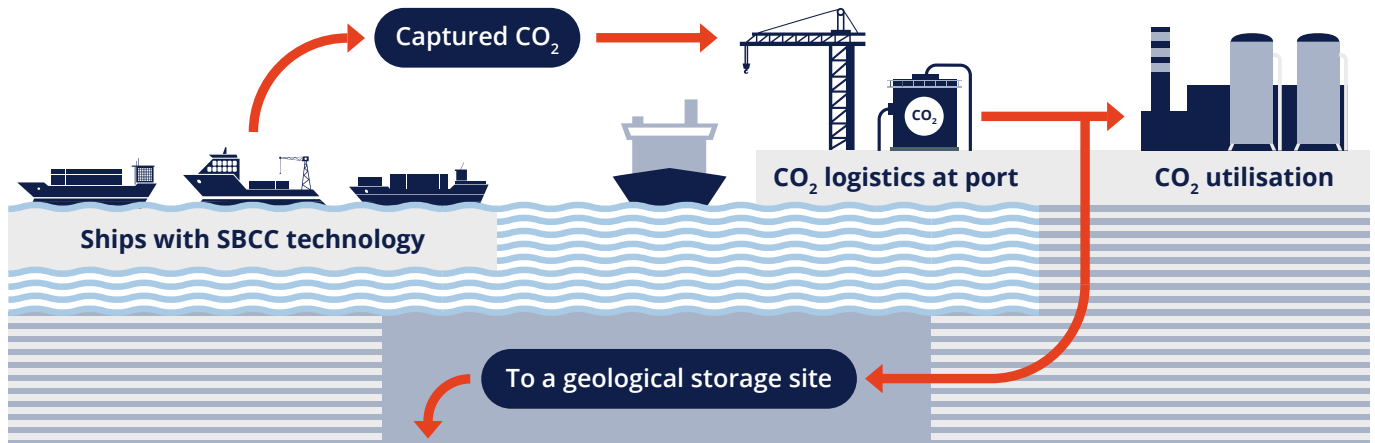 Captured CO₂
CO₂
CO₂ logistics at port
CO₂ utilisation
Ships with SBCC technology
To a geological storage site